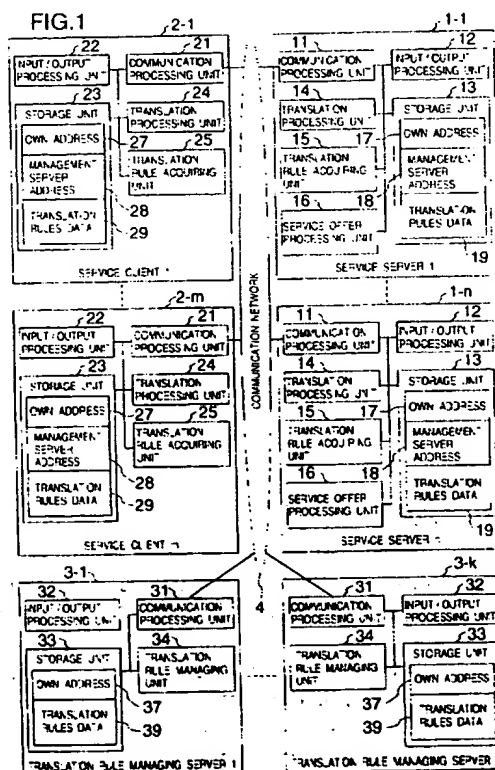 FIG.1
2-1
22
INPUT/OUTPUT PROCESSING UNIT
21
COMMUNICATION PROCESSING UNIT
23
STORAGE UNIT
OWN ADDRESS
MANAGEMENT SERVER ADDRESS
TRANSLATION RULES DATA
24
TRANSLATION PROCESSING UNIT
25
27
TRANSLATION RULE ACQUIRING UNIT
28
29
SERVICE CLIENT 1
1-1
11
COMMUNICATION PROCESSING UNIT
12
INPUT/OUTPUT PROCESSING UNIT
14
TRANSLATION PROCESSING UNIT
13
STORAGE UNIT
15
17
OWN ADDRESS
TRANSLATION RULE ACQUIRING UNIT
MANAGEMENT SERVER ADDRESS
16
18
SERVICE OFFER PROCESSING UNIT
TRANSLATION RULES DATA
19
SERVICE SERVER 1
COMMUNICATION NETWORK
2-m
22
INPUT/OUTPUT PROCESSING UNIT
21
COMMUNICATION PROCESSING UNIT
23
STORAGE UNIT
OWN ADDRESS
MANAGEMENT SERVER ADDRESS
TRANSLATION RULES DATA
24
TRANSLATION PROCESSING UNIT
27
25
TRANSLATION RULE ACQUIRING UNIT
28
29
SERVICE CLIENT
1-n
11
COMMUNICATION PROCESSING UNIT
12
INPUT/OUTPUT PROCESSING UNIT
14
TRANSLATION PROCESSING UNIT
13
STORAGE UNIT
15
17
OWN ADDRESS
TRANSLATION RULE ACQUIRING UNIT
MANAGEMENT SERVER ADDRESS
16
18
SERVICE OFFER PROCESSING UNIT
TRANSLATION RULES DATA
19
SERVICE SERVER
4
3-1
32
INPUT/OUTPUT PROCESSING UNIT
31
COMMUNICATION PROCESSING UNIT
33
STORAGE UNIT
OWN ADDRESS
TRANSLATION RULES DATA
34
TRANSLATION RULE MANAGING UNIT
37
39
TRANSLATION RULE MANAGING SERVER 1
3-k
31
COMMUNICATION PROCESSING UNIT
32
INPUT/OUTPUT PROCESSING UNIT
34
TRANSLATION RULE MANAGING UNIT
33
STORAGE UNIT
OWN ADDRESS
37
TRANSLATION RULES DATA
39
TRANSLATION RULE MANAGING SERVER